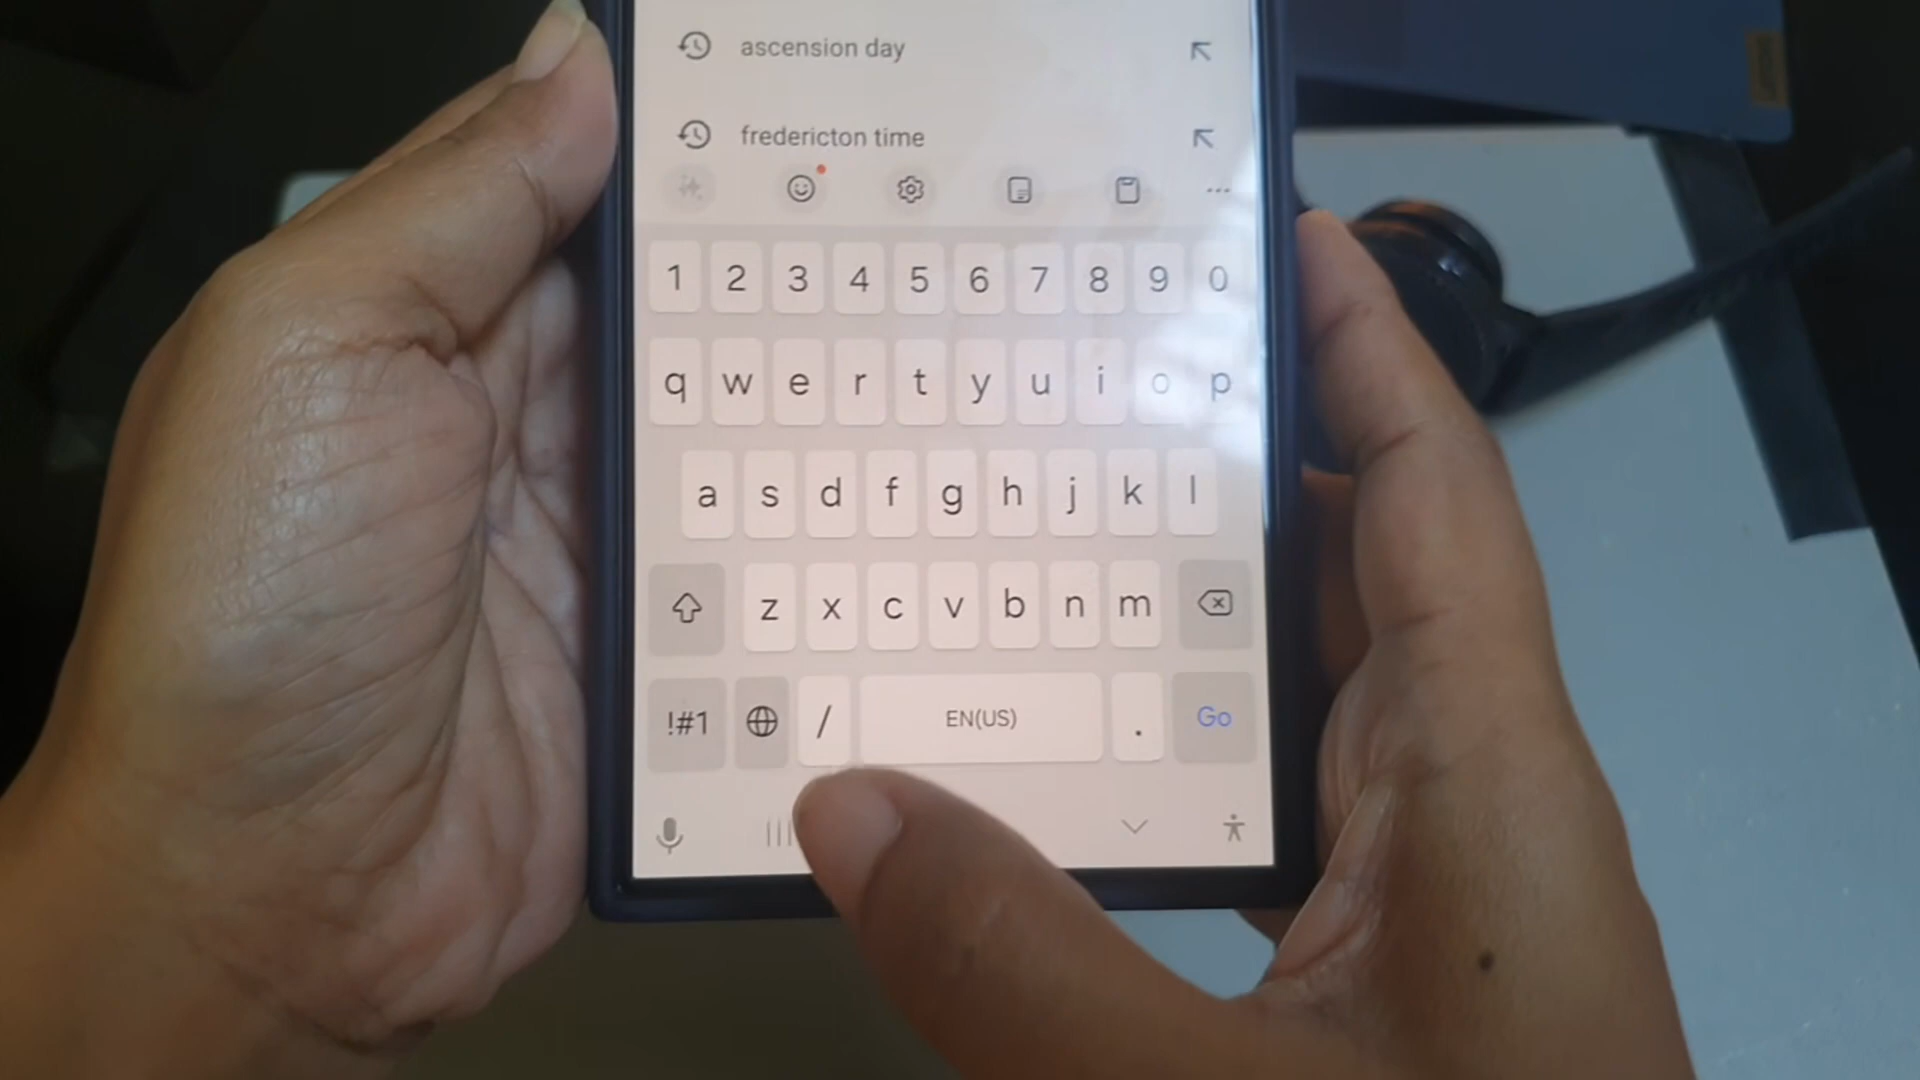 ascension day
fredericton time
1 2 3 4 5 6 7 8 9 0
q w e r t y u i o p
a s d f g h j k l
z x c v b n m
!#1 / EN(US) . Go